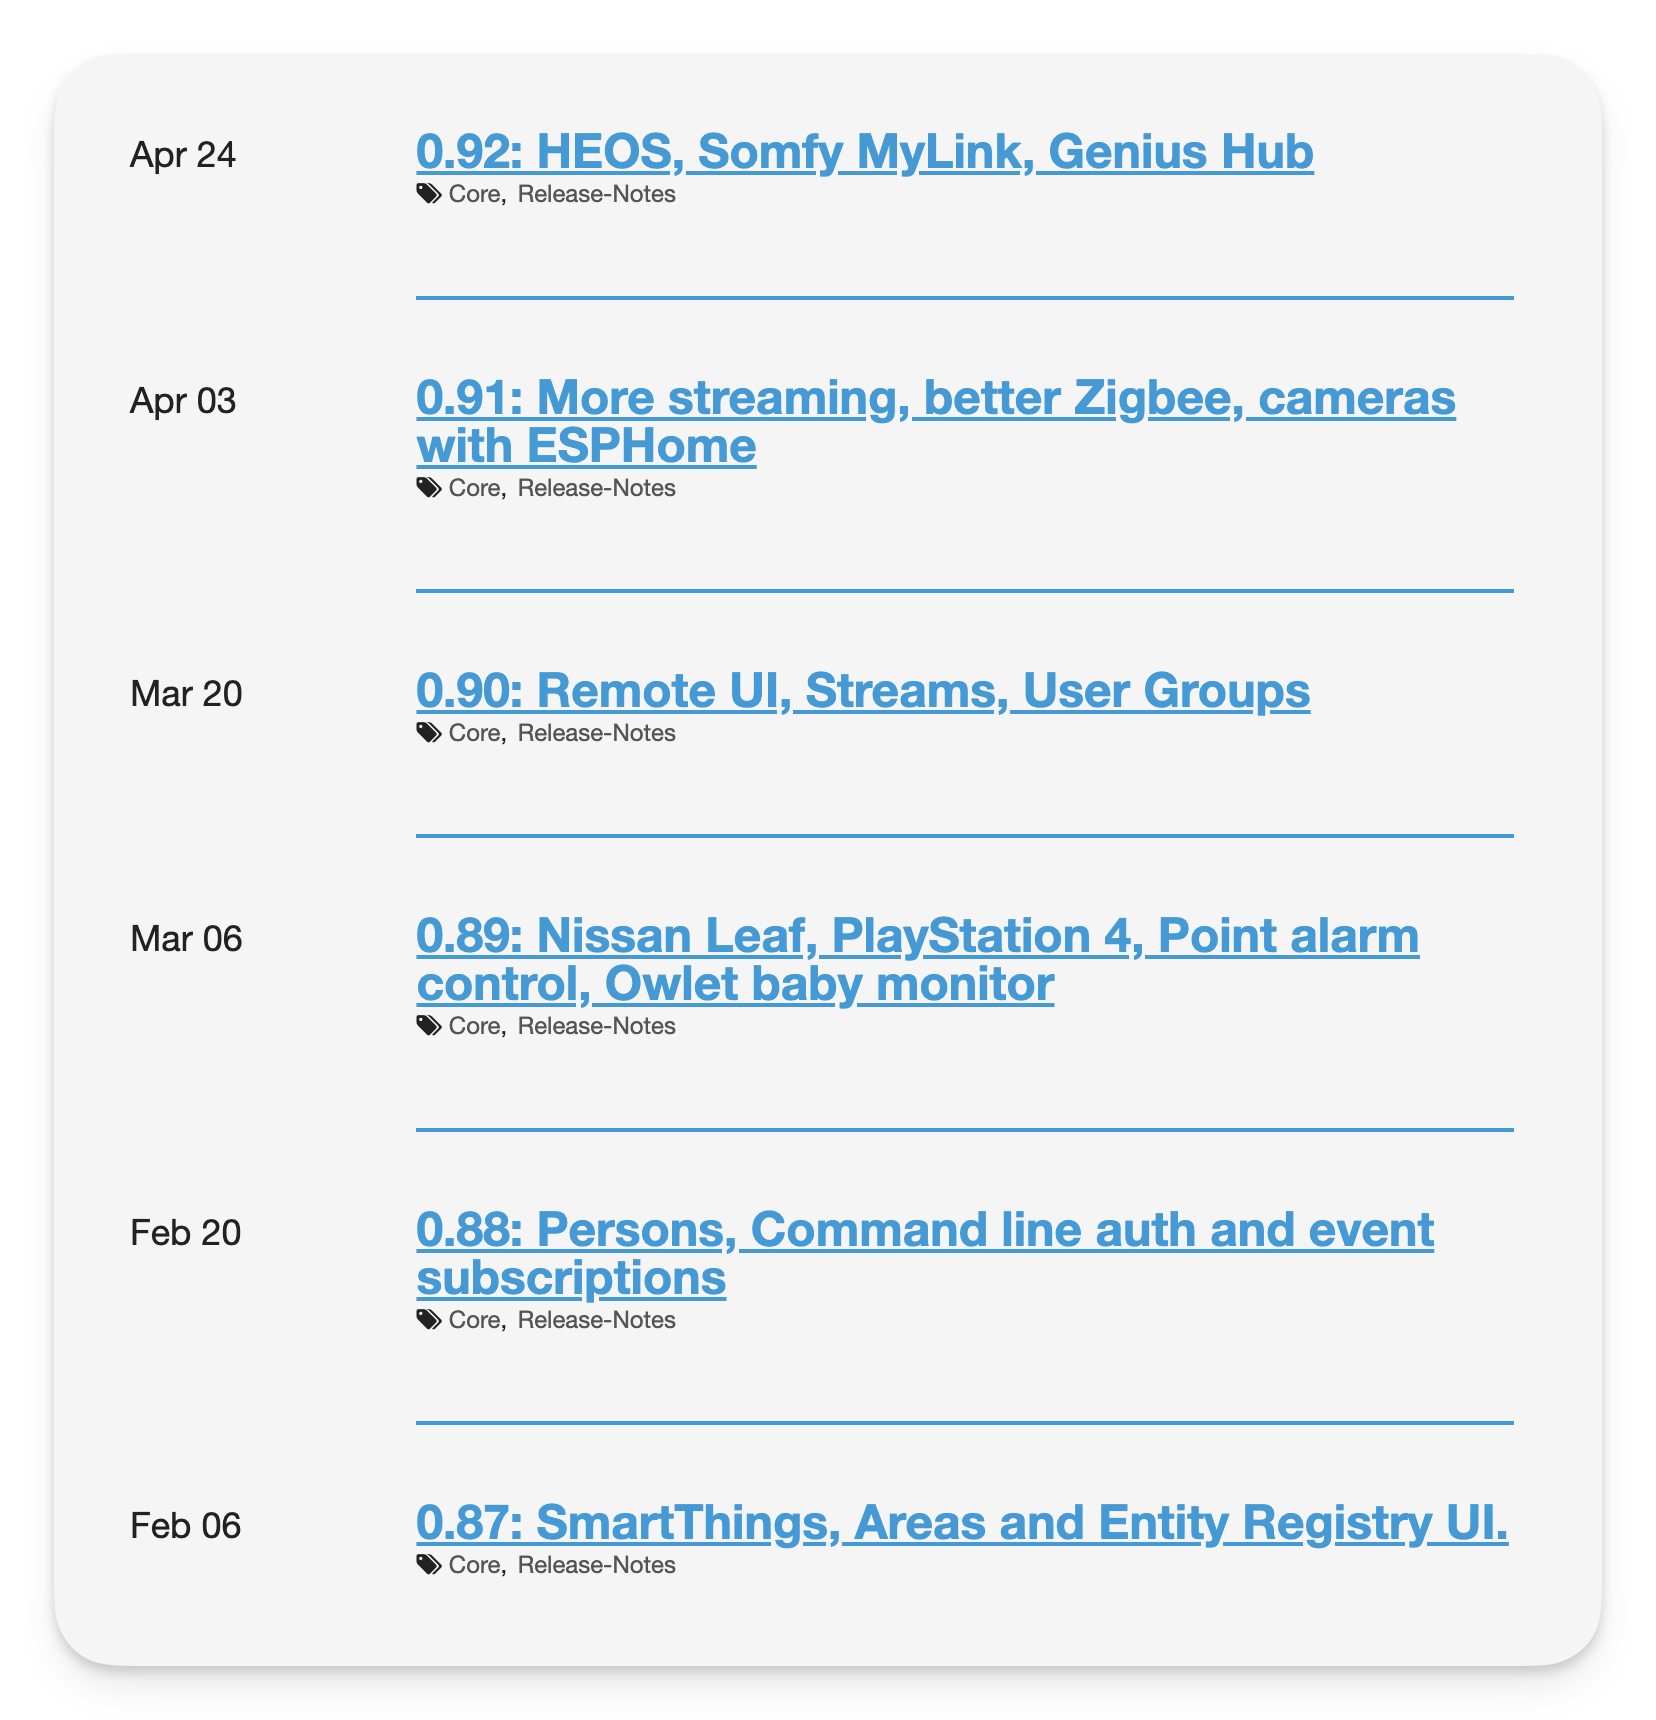 Apr 24
0.92: HEOS, Somfy MyLink, Genius Hub
Core, Release-Notes
Apr 03
0.91: More streaming, better Zigbee, cameras
with ESPHome
Core, Release-Notes
Mar 20
0.90: Remote UI, Streams, User Groups
Core, Release-Notes
Mar 06
0.89: Nissan Leaf, PlayStation 4, Point alarm
control, Owlet baby monitor
Core, Release-Notes
Feb 20
0.88: Persons, Command line auth and event
subscriptions
Core, Release-Notes
Feb 06
0.87: SmartThings, Areas and Entity Registry UI.
Core, Release-Notes